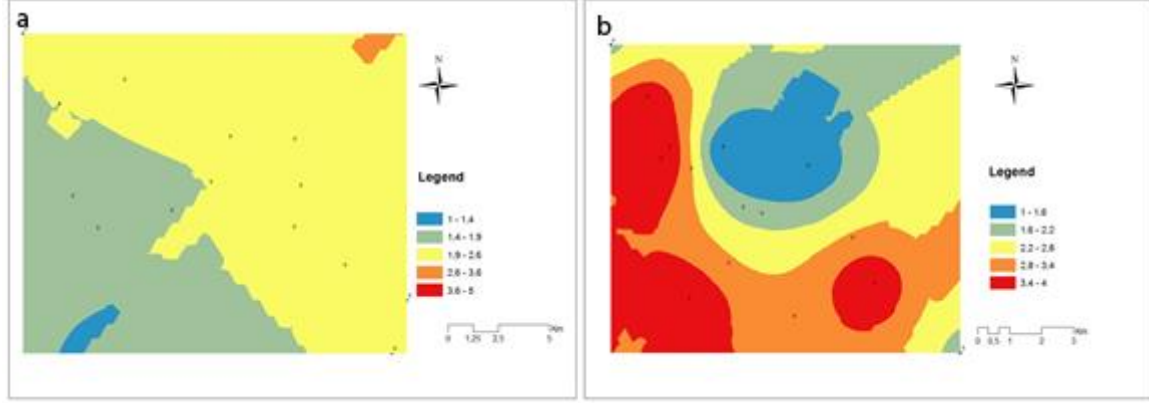 a
N
Legend
1 - 1.4
1.4 - 1.9
1.9 - 2.6
2.6 - 3.6
3.6 - 5
0 1.25 2.5 5
Km
b
N
Legend
1 - 1.6
1.6 - 2.2
2.2 - 2.8
2.8 - 3.4
3.4 - 4
0 0.5 1 2 3
Km